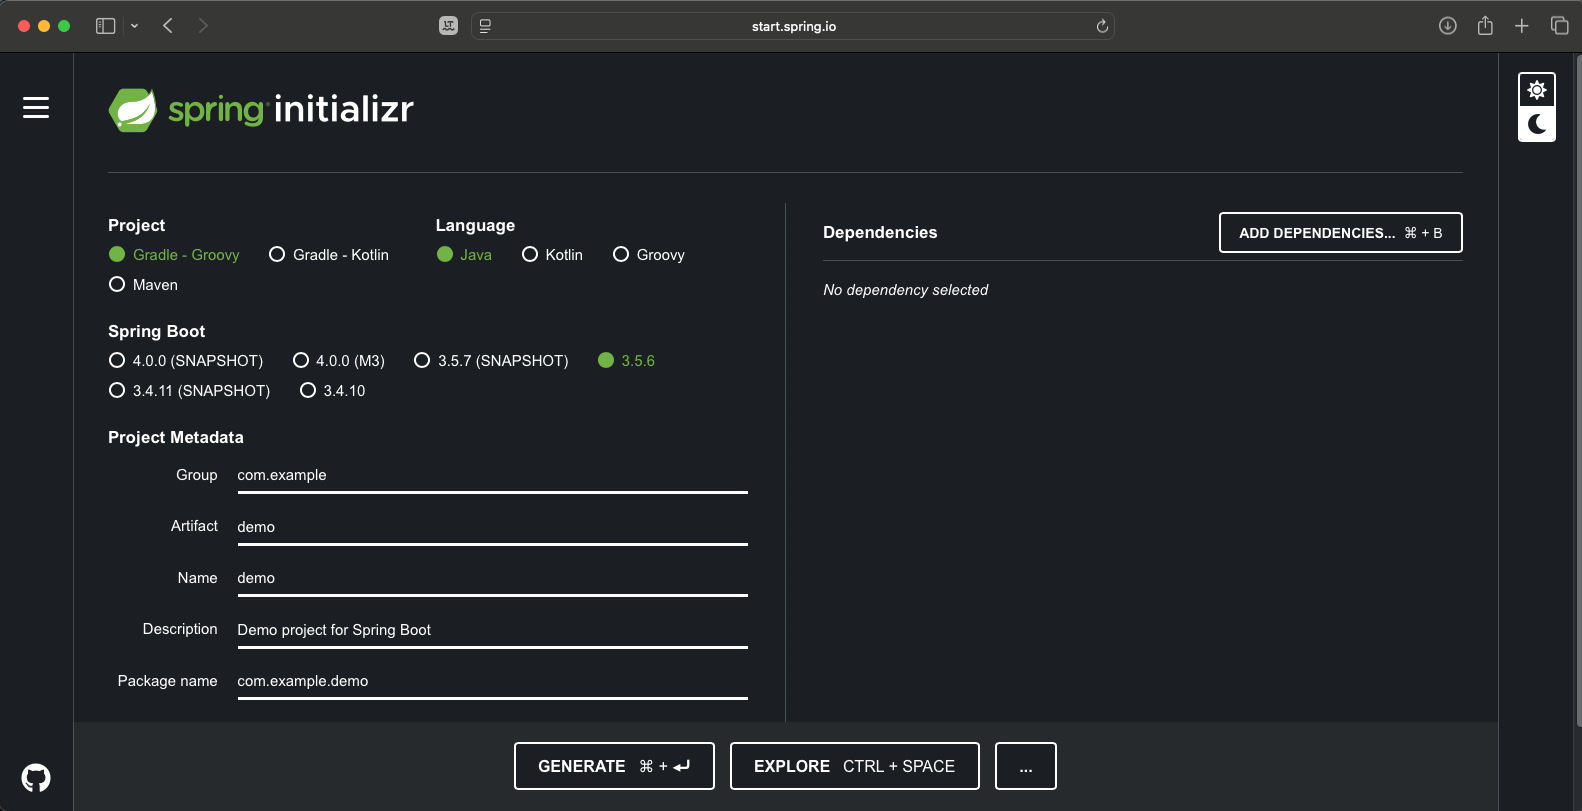 start.spring.io
spring initializr
Project
Gradle - Groovy
Gradle - Kotlin
Maven
Language
Java
Kotlin
Groovy
Spring Boot
4.0.0 (SNAPSHOT)
4.0.0 (M3)
3.5.7 (SNAPSHOT)
3.5.6
3.4.11 (SNAPSHOT)
3.4.10
Project Metadata
Group com.example
Artifact demo
Name demo
Description Demo project for Spring Boot
Package name com.example.demo
Dependencies
ADD DEPENDENCIES... ⌘ + B
No dependency selected
GENERATE ⌘ + ⏎
EXPLORE CTRL + SPACE
...